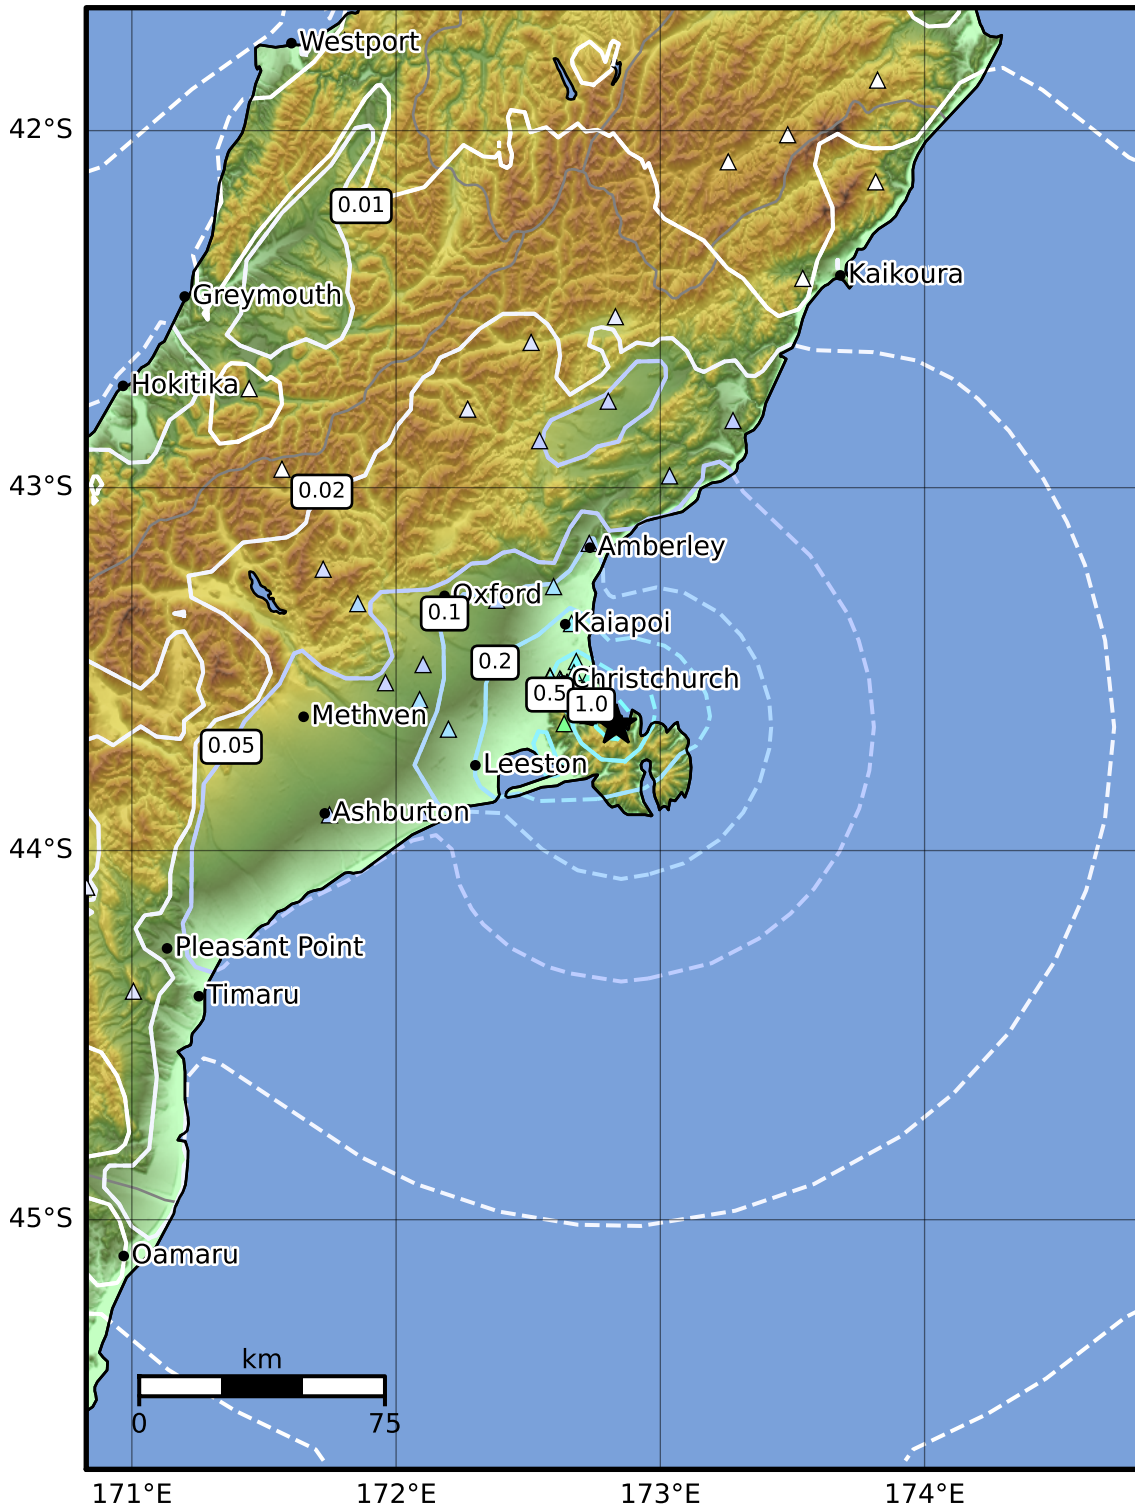 Westport
42°S
0.01
Kaikoura
Greymouth
Hokitika
43°S
0.02
Amberley
Oxford
0.1
Kaiapoi
0.2
Christchurch
0.5
1.0
Methven
0.05
Leeston
Ashburton
44°S
Pleasant Point
Timaru
45°S
Oamaru
km
0 75
171°E 172°E 173°E 174°E